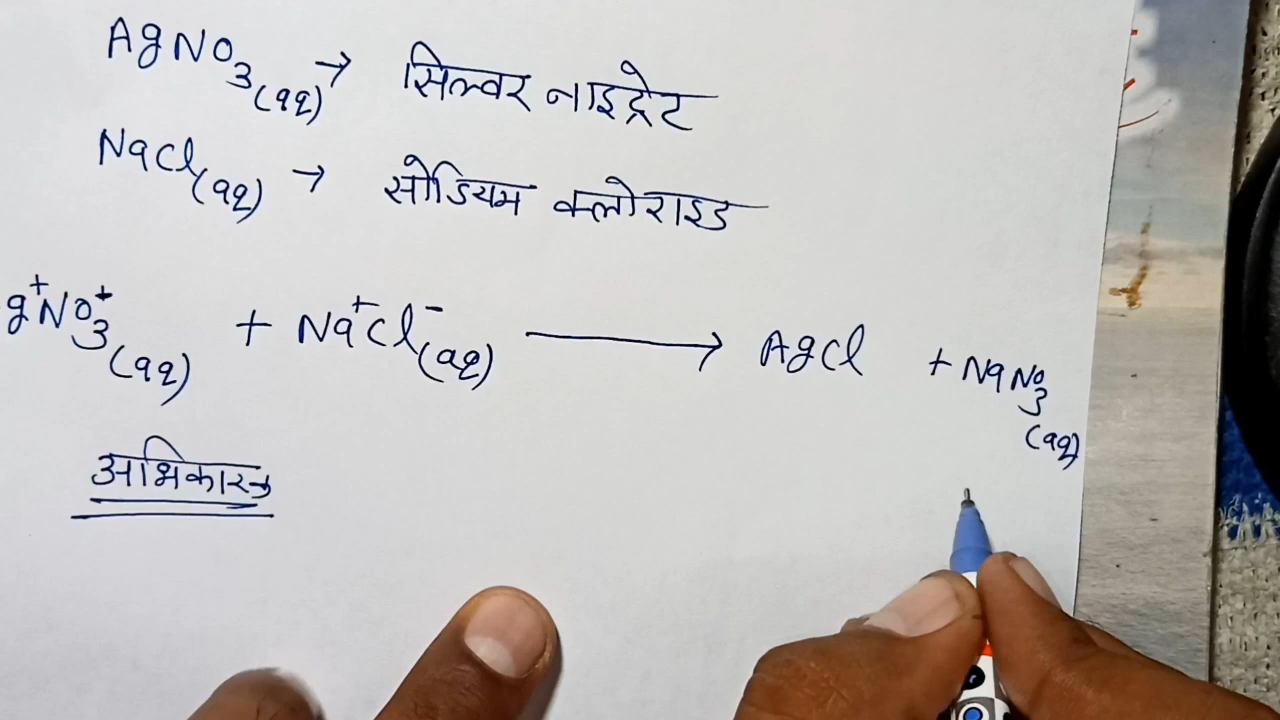 AgNO3(aq) → सिल्वर नाइट्रेट
NaCl(aq) → सोडियम क्लोराइड
g+NO3+(aq) + Na+Cl-(aq) ⟶ AgCl + NaNO3(aq)
अभिकारक